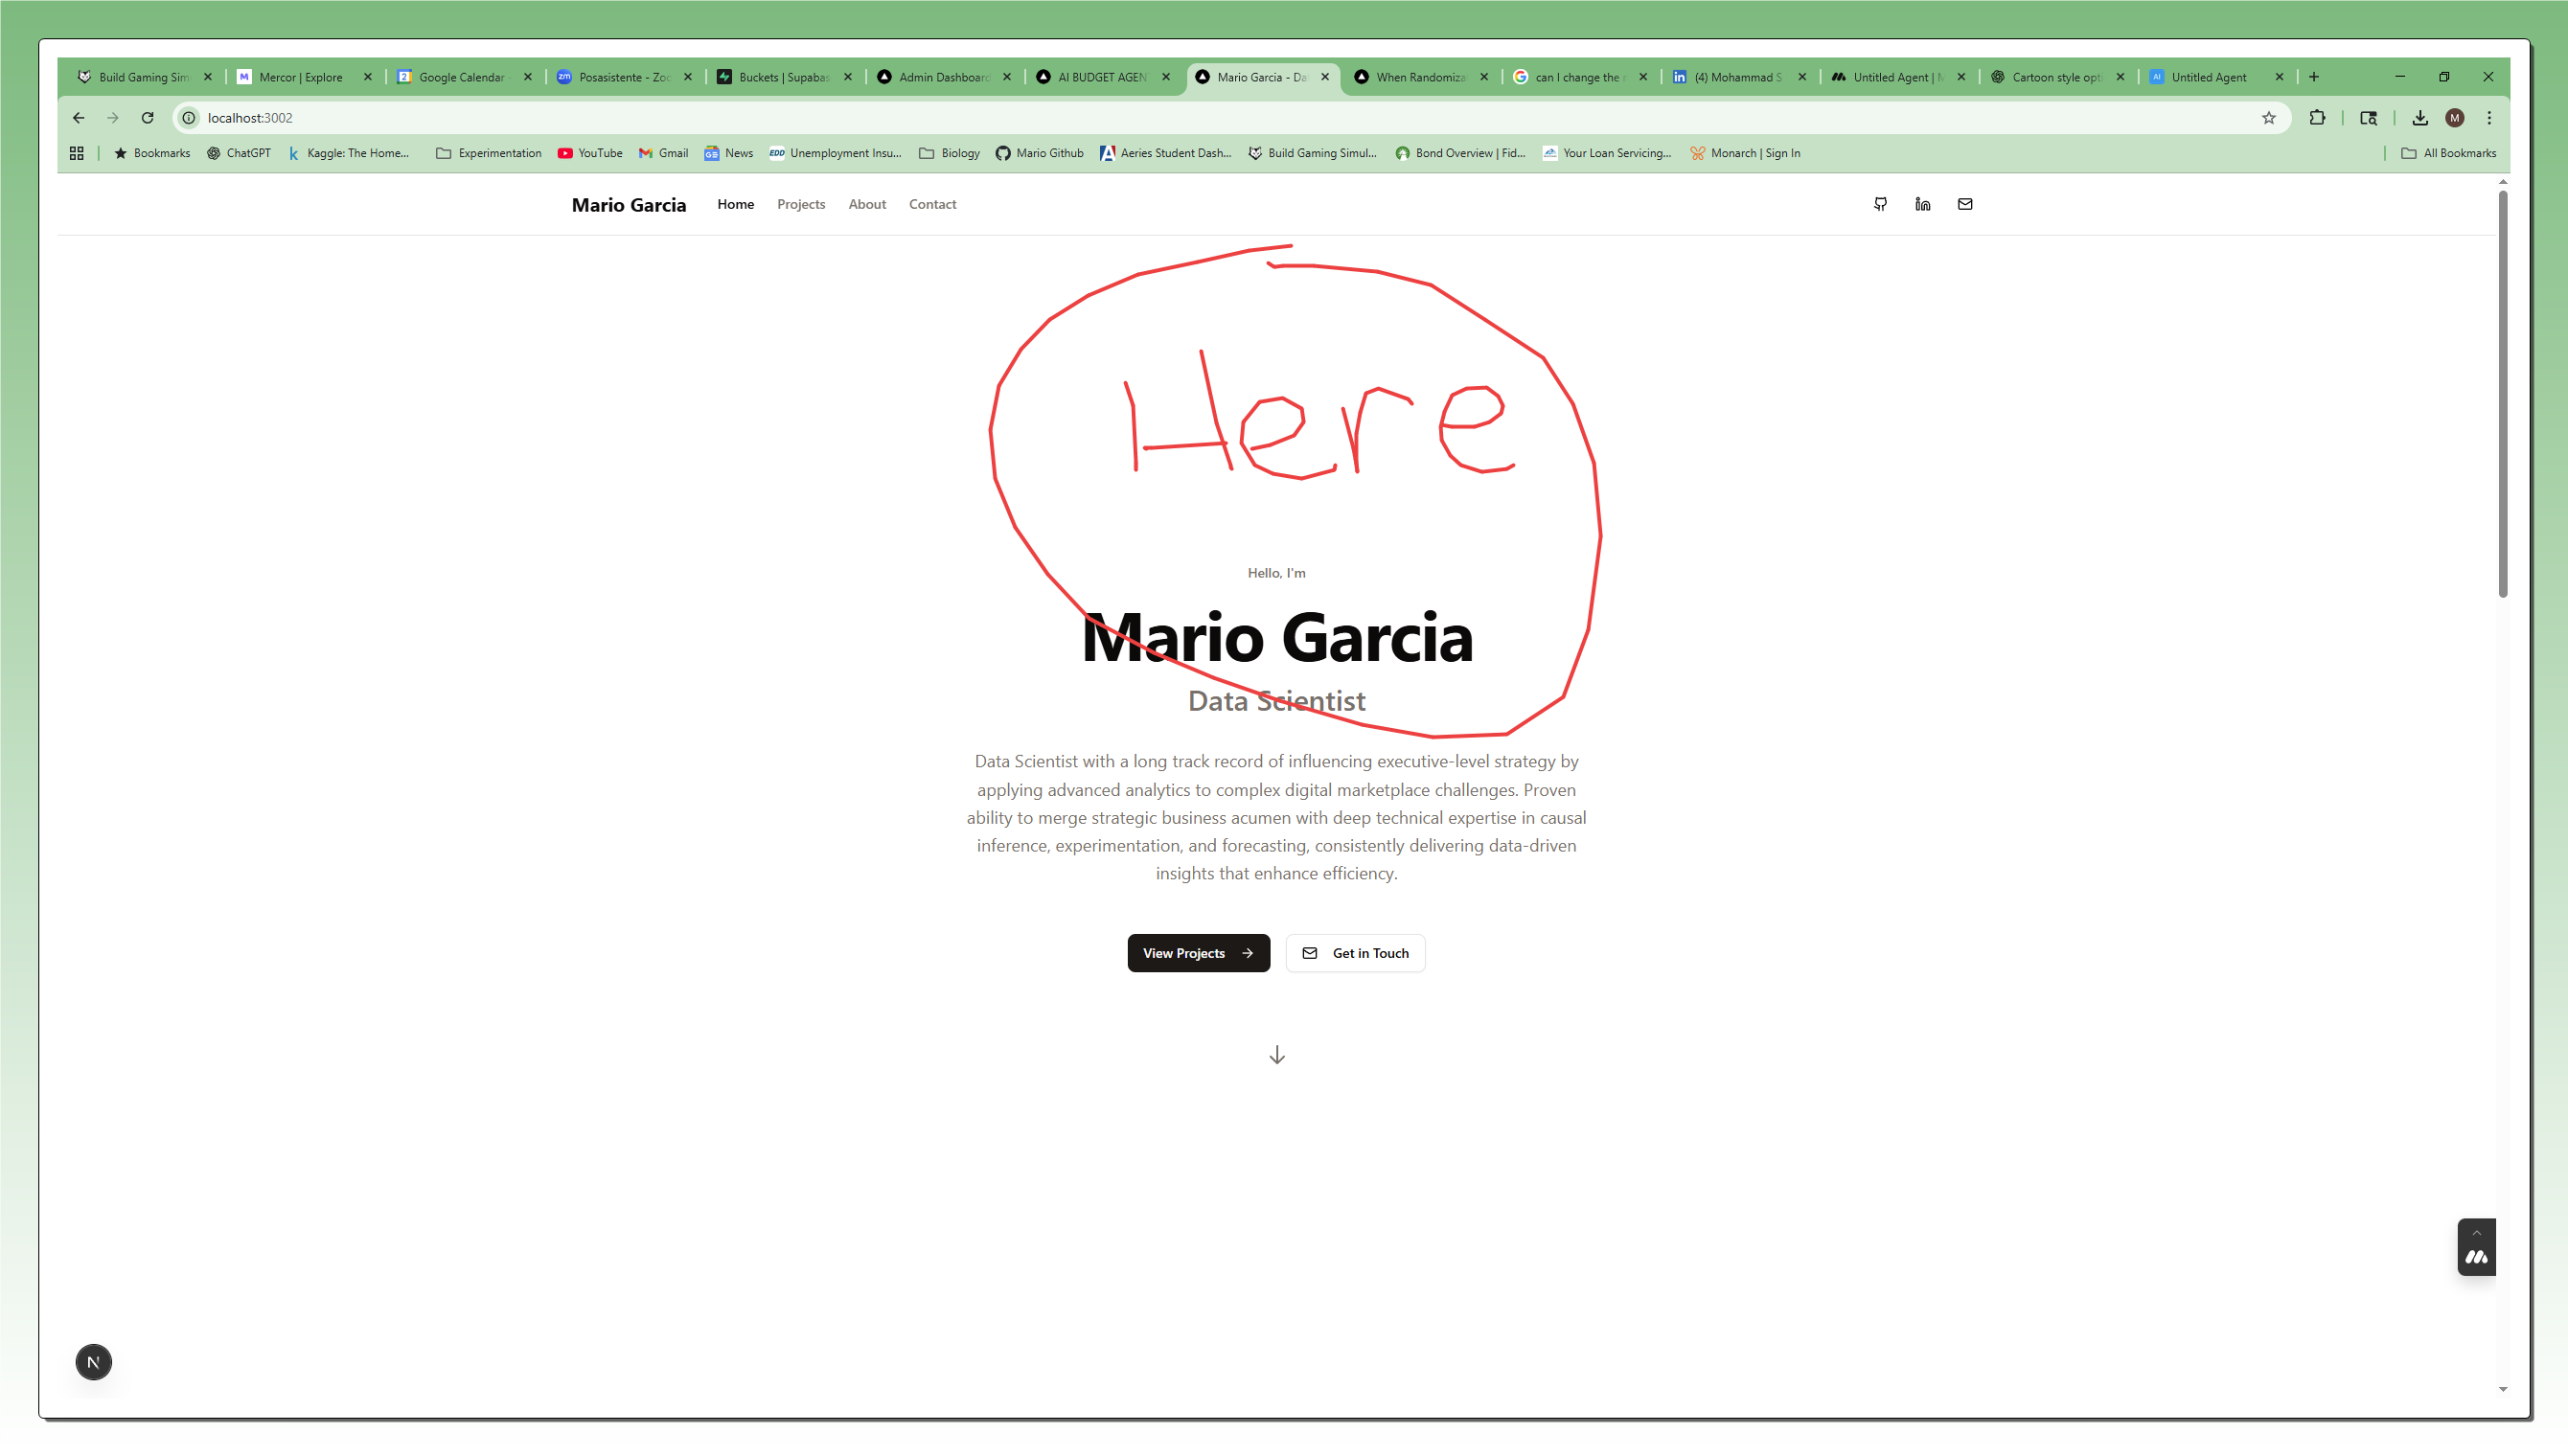 Build Gaming Sim
Mercor | Explore
Google Calendar
Posasistente - Zoo
Buckets | Supabas
Admin Dashboard
AI BUDGET AGEN
Mario Garcia - Da
When Randomiza
can I change the
(4) Mohammad S
Untitled Agent |
Cartoon style opt
Untitled Agent
localhost:3002
M
Bookmarks
ChatGPT
Kaggle: The Home...
Experimentation
YouTube
Gmail
News
EDD Unemployment Insu...
Biology
Mario Github
Aeries Student Dash...
Build Gaming Simul...
Bond Overview | Fid...
Your Loan Servicing...
Monarch | Sign In
All Bookmarks
Mario Garcia
Home
Projects
About
Contact
Here
Hello, I'm
Mario Garcia
Data Scientist
Data Scientist with a long track record of influencing executive-level strategy by
applying advanced analytics to complex digital marketplace challenges. Proven
ability to merge strategic business acumen with deep technical expertise in causal
inference, experimentation, and forecasting, consistently delivering data-driven
insights that enhance efficiency.
View Projects
Get in Touch
N